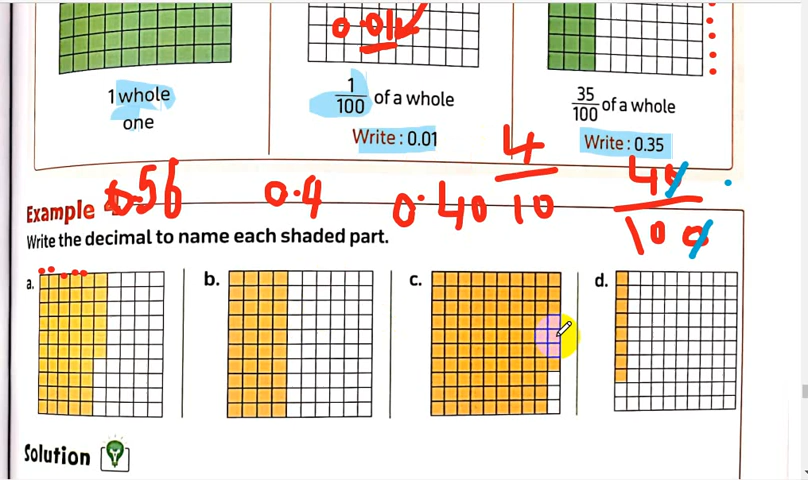 0.01
1 whole
one
1/100 of a whole
Write : 0.01
35/100 of a whole
Write : 0.35
0.56 0.4 0.40 4/10 40/100
Example
Write the decimal to name each shaded part.
a. b. c. d.
Solution